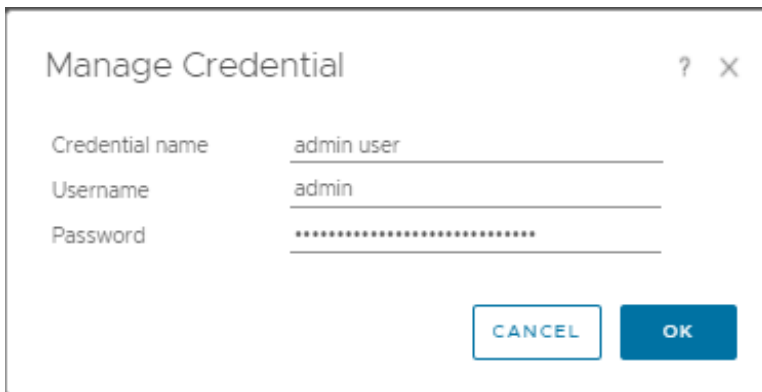 Manage Credential ? ×
Credential name admin user
Username admin
Password •••••••••••••••••••••••••••••
CANCEL OK